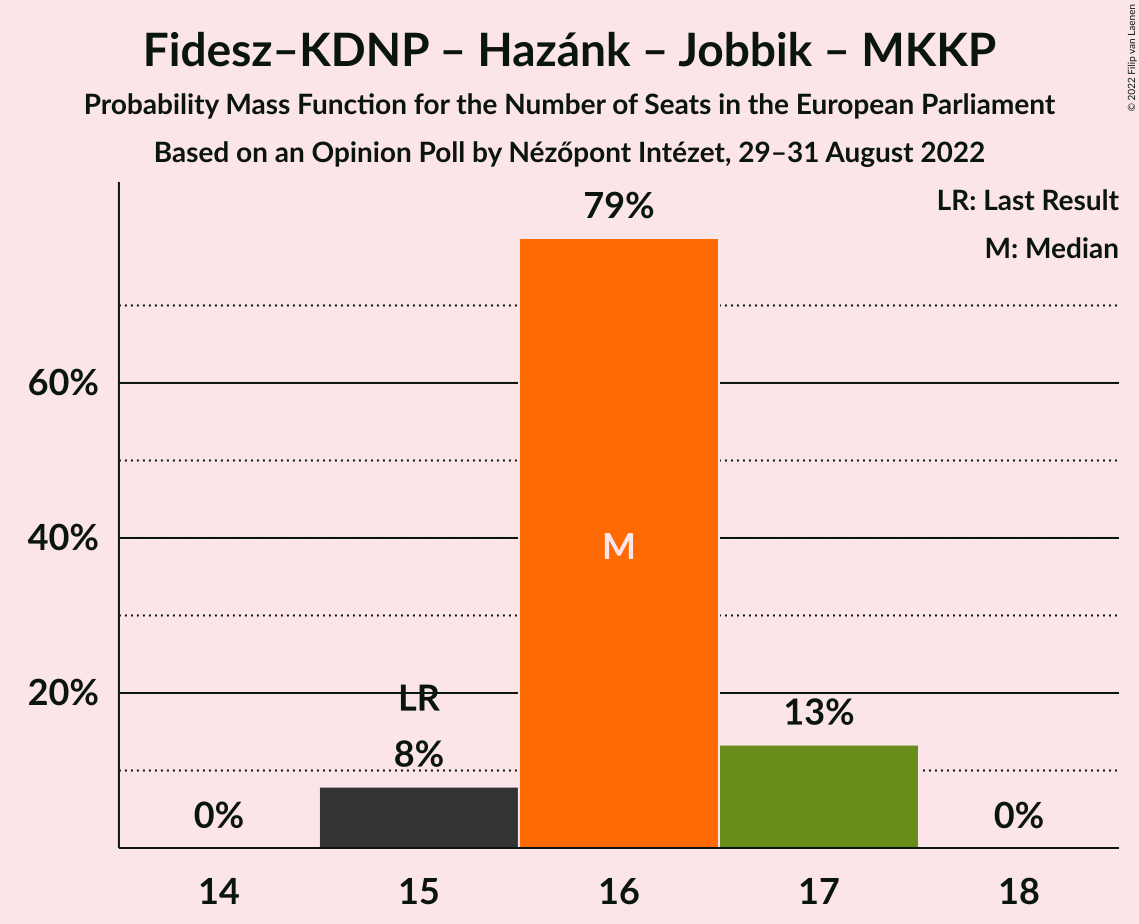 Fidesz–KDNP – Hazánk – Jobbik – MKKP
Probability Mass Function for the Number of Seats in the European Parliament
Based on an Opinion Poll by Nézőpont Intézet, 29–31 August 2022
© 2022 Filip van Laenen
LR: Last Result
M: Median
79%
60%
40%
20%
M
LR
8%
13%
0%
0%
14 15 16 17 18